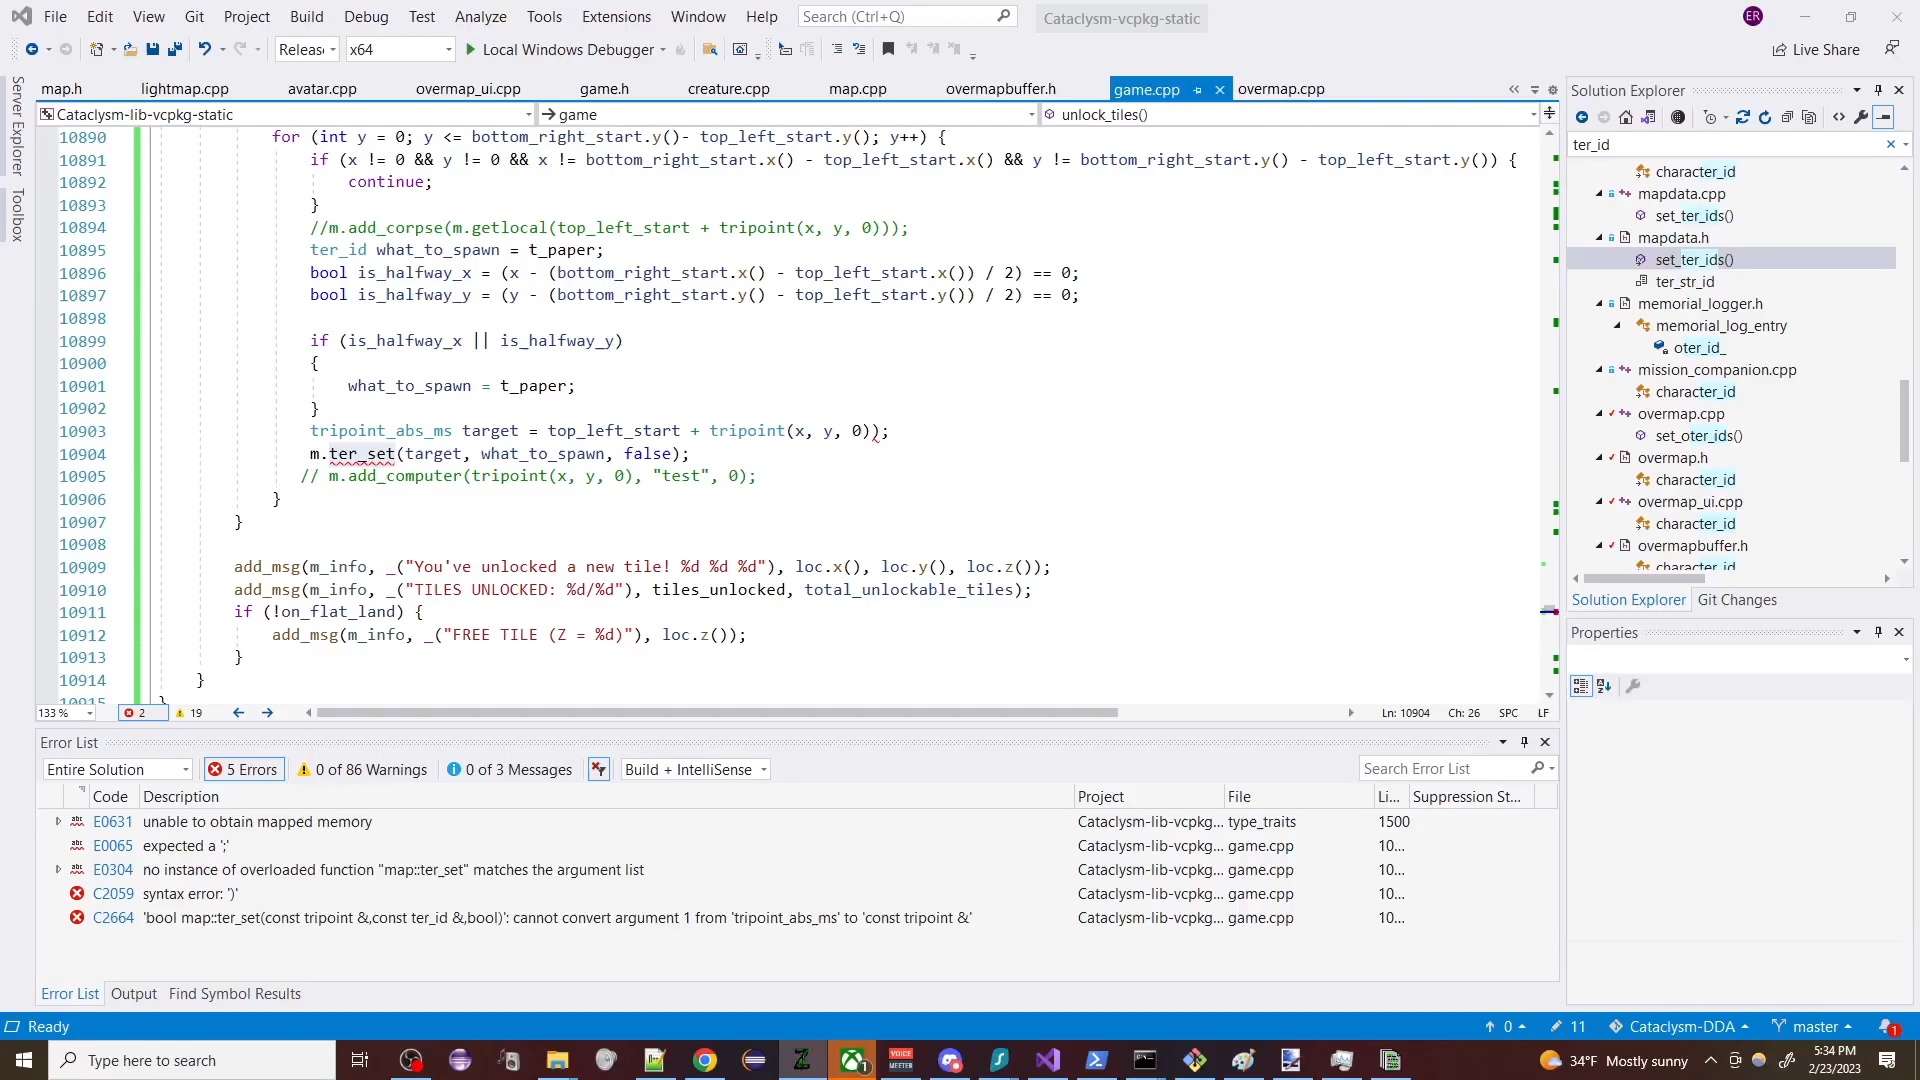 File Edit View Git Project Build Debug Test Analyze Tools Extensions Window Help Search (Ctrl+Q) Cataclysm-vcpkg-static ER
Release x64 Local Windows Debugger Live Share
Server Explorer
Toolbox
map.h lightmap.cpp avatar.cpp overmap_ui.cpp game.h creature.cpp map.cpp overmapbuffer.h game.cpp overmap.cpp
Cataclysm-lib-vcpkg-static game unlock_tiles()
10890 for (int y = 0; y <= bottom_right_start.y()- top_left_start.y(); y++) {
10891 if (x != 0 && y != 0 && x != bottom_right_start.x() - top_left_start.x() && y != bottom_right_start.y() - top_left_start.y()) {
10892 continue;
10893 }
10894 //m.add_corpse(m.getlocal(top_left_start + tripoint(x, y, 0)));
10895 ter_id what_to_spawn = t_paper;
10896 bool is_halfway_x = (x - (bottom_right_start.x() - top_left_start.x()) / 2) == 0;
10897 bool is_halfway_y = (y - (bottom_right_start.y() - top_left_start.y()) / 2) == 0;
10898
10899 if (is_halfway_x || is_halfway_y)
10900 {
10901 what_to_spawn = t_paper;
10902 }
10903 tripoint_abs_ms target = top_left_start + tripoint(x, y, 0));
10904 m.ter_set(target, what_to_spawn, false);
10905 // m.add_computer(tripoint(x, y, 0), "test", 0);
10906 }
10907 }
10908
10909 add_msg(m_info, _("You've unlocked a new tile! %d %d %d"), loc.x(), loc.y(), loc.z());
10910 add_msg(m_info, _("TILES UNLOCKED: %d/%d"), tiles_unlocked, total_unlockable_tiles);
10911 if (!on_flat_land) {
10912 add_msg(m_info, _("FREE TILE (Z = %d)"), loc.z());
10913 }
10914 }
10915 }
133 % 2 19 Ln: 10904 Ch: 26 SPC LF
Solution Explorer
ter_id
character_id
mapdata.cpp
set_ter_ids()
mapdata.h
set_ter_ids()
ter_str_id
memorial_logger.h
memorial_log_entry
oter_id_
mission_companion.cpp
character_id
overmap.cpp
set_oter_ids()
overmap.h
character_id
overmap_ui.cpp
character_id
overmapbuffer.h
character_id
Solution Explorer Git Changes
Properties
Error List
Entire Solution 5 Errors 0 of 86 Warnings 0 of 3 Messages Build + IntelliSense Search Error List
Code Description Project File Li... Suppression St...
E0631 unable to obtain mapped memory Cataclysm-lib-vcpkg... type_traits 1500
E0065 expected a ';' Cataclysm-lib-vcpkg... game.cpp 10...
E0304 no instance of overloaded function "map::ter_set" matches the argument list Cataclysm-lib-vcpkg... game.cpp 10...
C2059 syntax error: ')' Cataclysm-lib-vcpkg... game.cpp 10...
C2664 'bool map::ter_set(const tripoint &,const ter_id &,bool)': cannot convert argument 1 from 'tripoint_abs_ms' to 'const tripoint &' Cataclysm-lib-vcpkg... game.cpp 10...
Error List Output Find Symbol Results
Ready 0 11 Cataclysm-DDA master 1
Type here to search 1 VOICE MEETER 34°F Mostly sunny 5:34 PM
2/23/2023